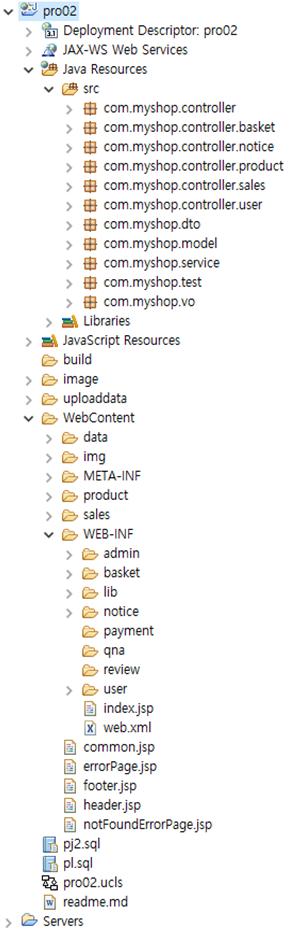 pro02
Deployment Descriptor: pro02
JAX-WS Web Services
Java Resources
src
com.myshop.controller
com.myshop.controller.basket
com.myshop.controller.notice
com.myshop.controller.product
com.myshop.controller.sales
com.myshop.controller.user
com.myshop.dto
com.myshop.model
com.myshop.service
com.myshop.test
com.myshop.vo
Libraries
JavaScript Resources
build
image
uploaddata
WebContent
data
img
META-INF
product
sales
WEB-INF
admin
basket
lib
notice
payment
qna
review
user
index.jsp
web.xml
common.jsp
errorPage.jsp
footer.jsp
header.jsp
notFoundErrorPage.jsp
pj2.sql
pl.sql
pro02.ucls
readme.md
Servers